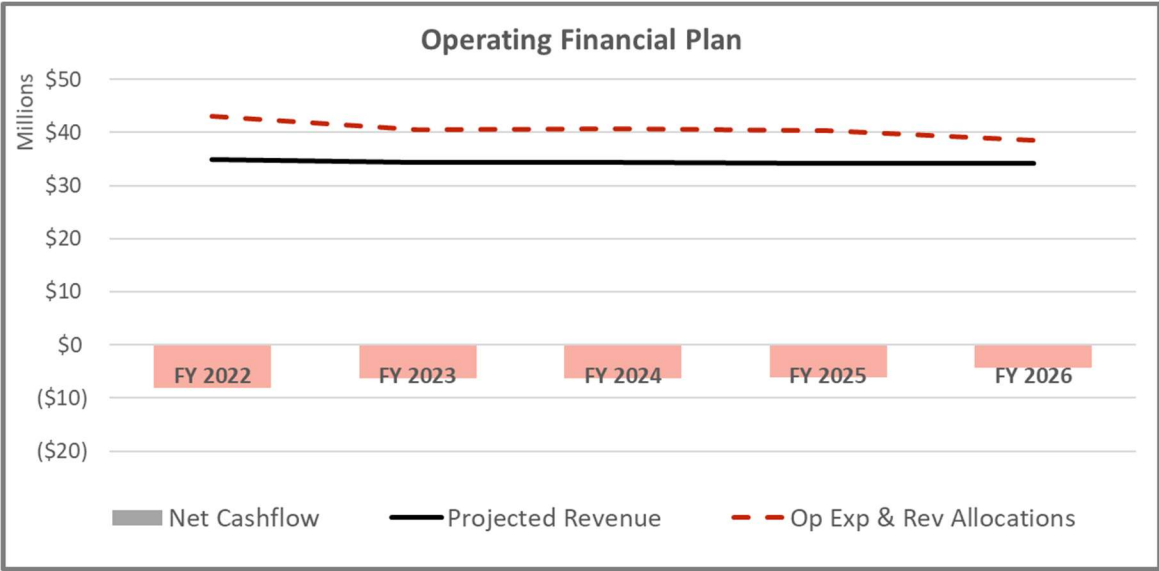 Operating Financial Plan
Millions
$50
$40
$30
$20
$10
$0
($10)
($20)
FY 2022 FY 2023 FY 2024 FY 2025 FY 2026
Net Cashflow Projected Revenue Op Exp & Rev Allocations